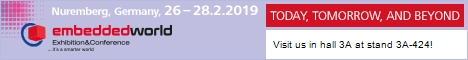 Nuremberg, Germany, 26 – 28.2.2019
embeddedworld
Exhibition&Conference
...it's a smarter world
TODAY, TOMORROW, AND BEYOND
Visit us in hall 3A at stand 3A-424!